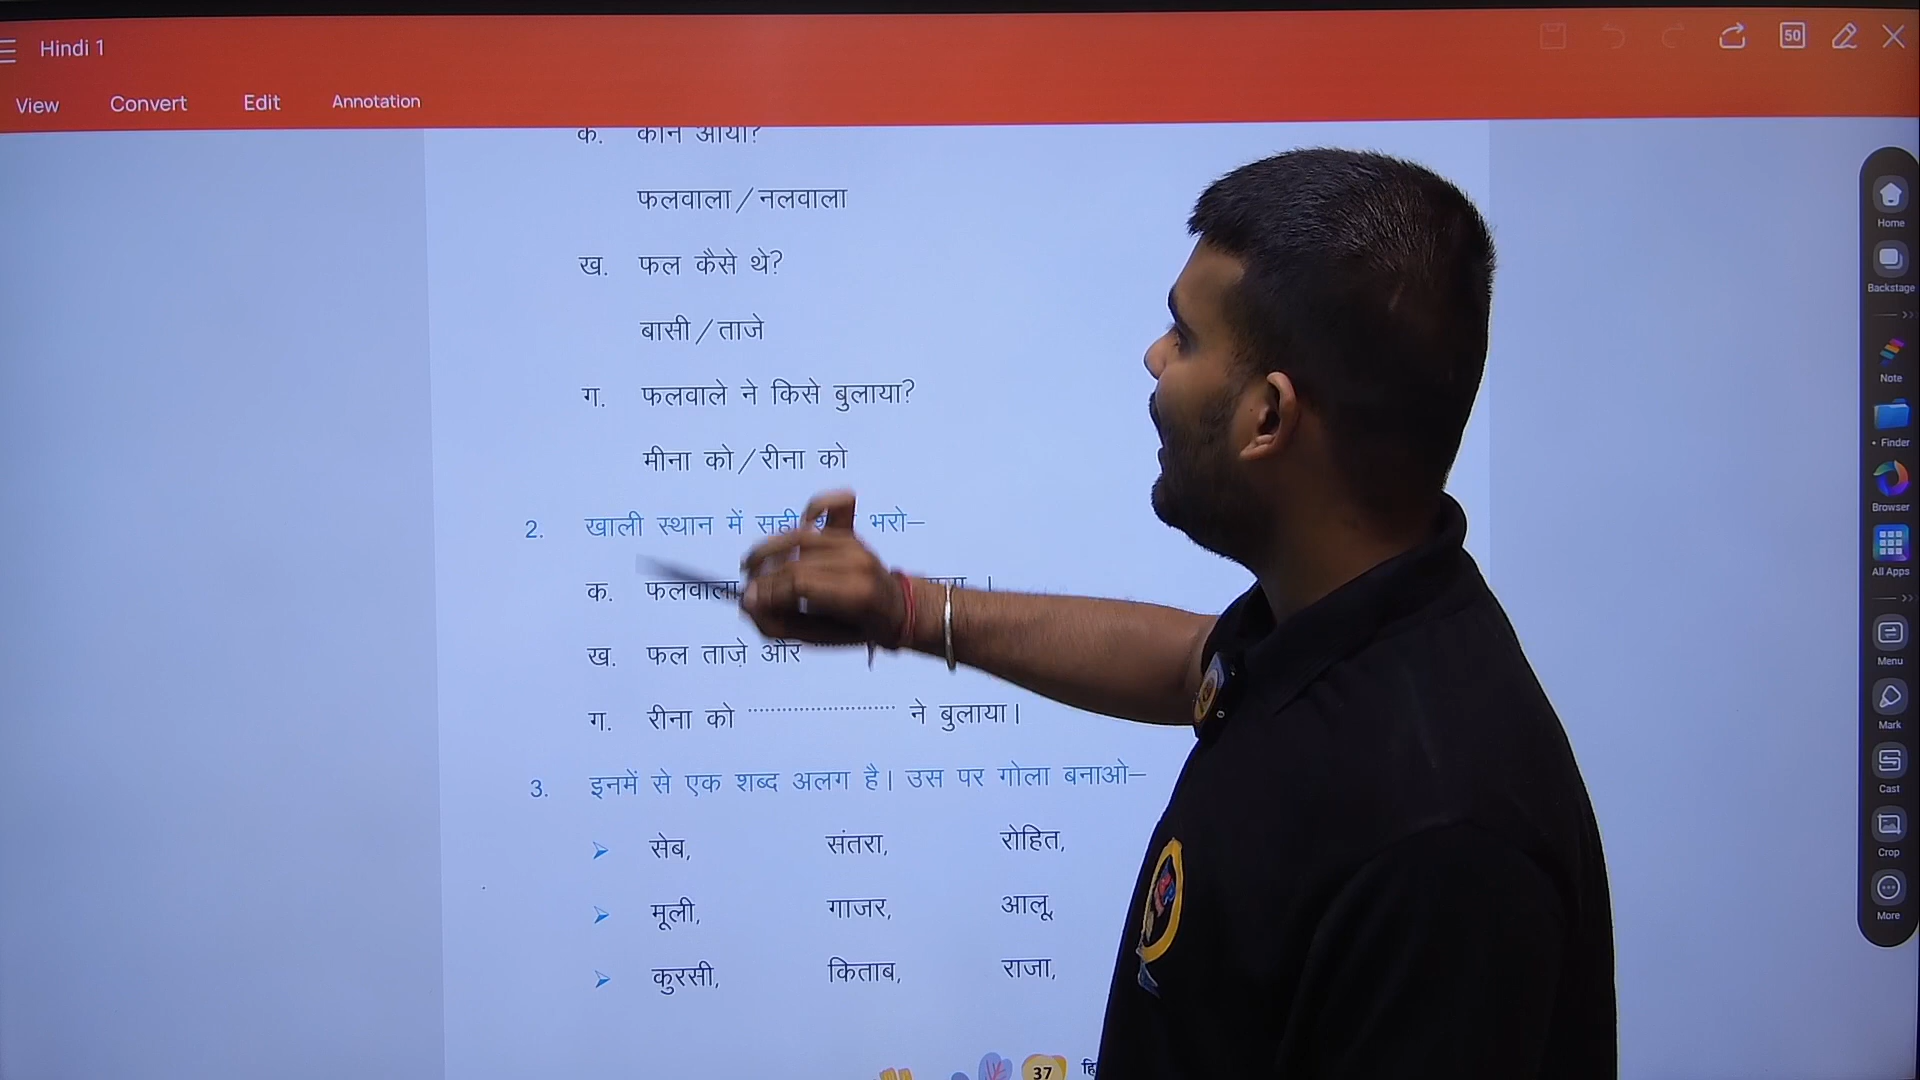 Hindi 1
50
View Convert Edit Annotation
क. कौन आया?
फलवाला / नलवाला
ख. फल कैसे थे?
बासी / ताजे
ग. फलवाले ने किसे बुलाया?
मीना को / रीना को
2. खाली स्थान में सही भरो–
क. फलवाला ।
ख. फल ताज़े और
ग. रीना को ........................ ने बुलाया।
3. इनमें से एक शब्द अलग है। उस पर गोला बनाओ–
सेब, संतरा, रोहित,
मूली, गाजर, आलू,
कुरसी, किताब, राजा,
37
Home
Backstage
Note
Finder
Browser
All Apps
Menu
Mark
Cast
Crop
More